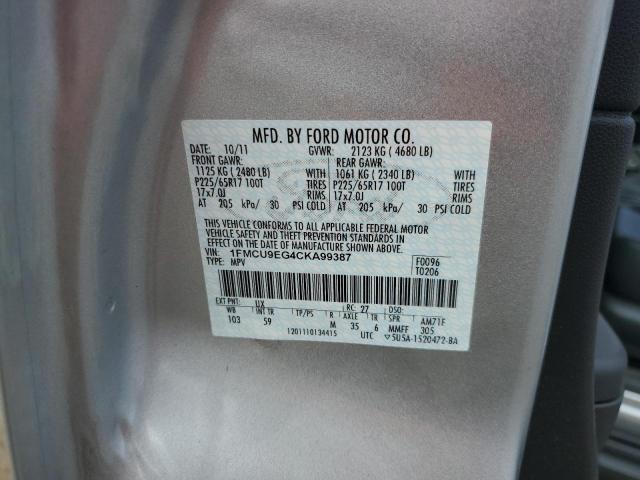 MFD. BY FORD MOTOR CO.
DATE: 10/11 GVWR: 2123 KG ( 4680 LB)
FRONT GAWR: REAR GAWR:
1125 KG ( 2480 LB) WITH 1061 KG ( 2340 LB) WITH
P225/65R17 100T TIRES P225/65R17 100T TIRES
17x7.0J RIMS 17x7.0J RIMS
AT 205 kPa/ 30 PSI COLD AT 205 kPa/ 30 PSI COLD
THIS VEHICLE CONFORMS TO ALL APPLICABLE FEDERAL MOTOR
VEHICLE SAFETY AND THEFT PREVENTION STANDARDS IN
EFFECT ON THE DATE OF MANUFACTURE SHOWN ABOVE.
VIN: 1FMCU9EG4CKA99387 F0096
TYPE: MPV T0206
EXT PNT: UX RC: 27 DSO:
WB INT TR TP/PS R AXLE TR SPR AM71F
103 59 M 35 6 MMFF 305
1201110134415 UTC ▽5U5A-1520472-BA